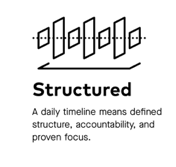 Structured
A daily timeline means defined
structure, accountability, and
proven focus.